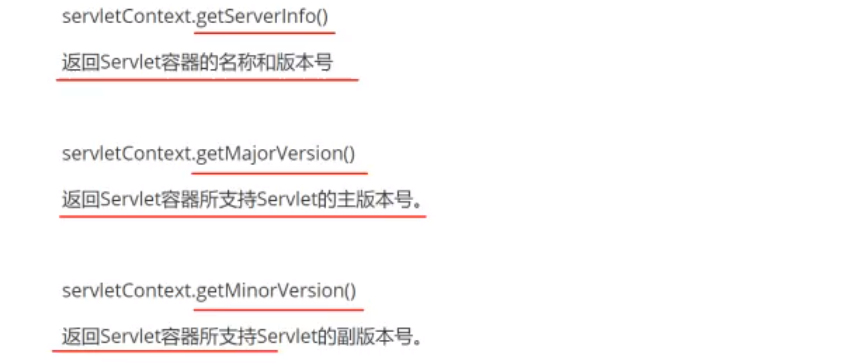 servletContext.getServerInfo()
返回Servlet容器的名称和版本号
servletContext.getMajorVersion()
返回Servlet容器所支持Servlet的主版本号。
servletContext.getMinorVersion()
返回Servlet容器所支持Servlet的副版本号。